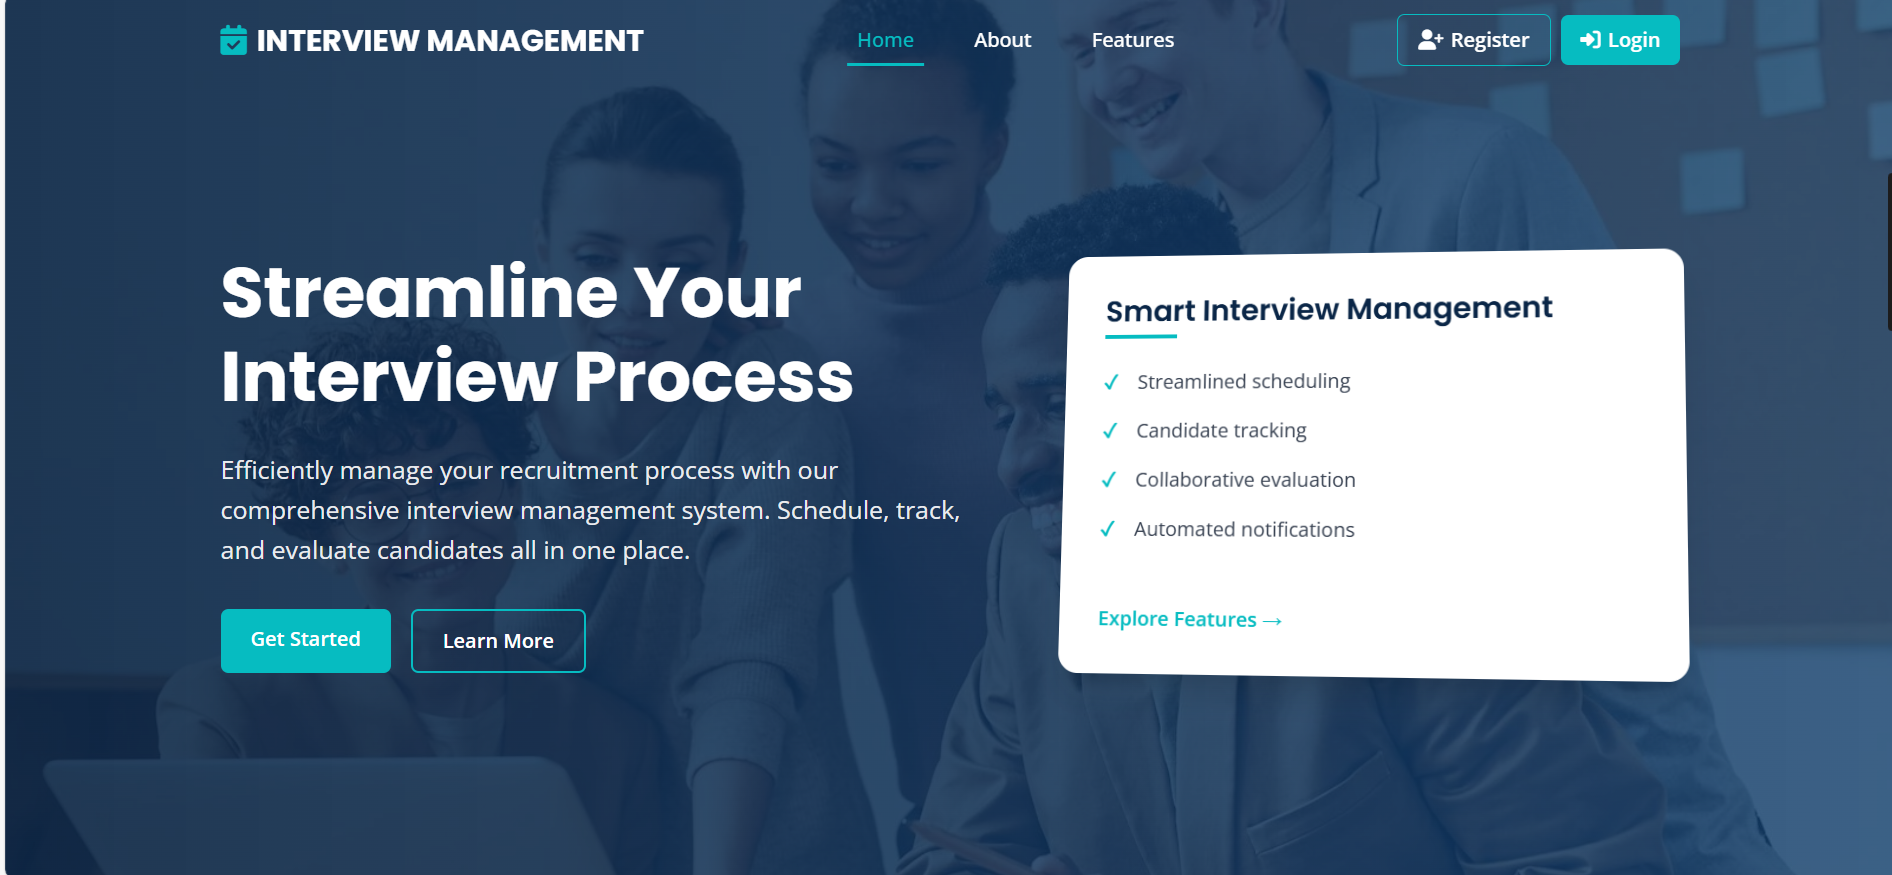 INTERVIEW MANAGEMENT
Home
About
Features
Register
Login
Streamline Your
Interview Process
Efficiently manage your recruitment process with our
comprehensive interview management system. Schedule, track,
and evaluate candidates all in one place.
Get Started
Learn More
Smart Interview Management
✓ Streamlined scheduling
✓ Candidate tracking
✓ Collaborative evaluation
✓ Automated notifications
Explore Features →